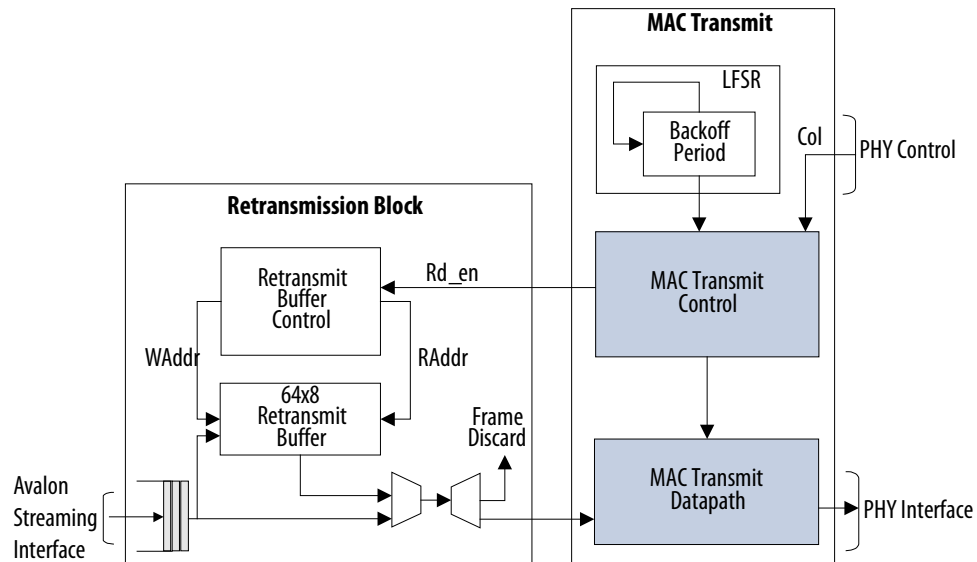 MAC Transmit
LFSR
Backoff
Period
Col
PHY Control
Retransmission Block
Retransmit
Buffer
Control
Rd_en
MAC Transmit
Control
WAddr
RAddr
64x8
Retransmit
Buffer
Frame
Discard
MAC Transmit
Datapath
Avalon
Streaming
Interface
PHY Interface